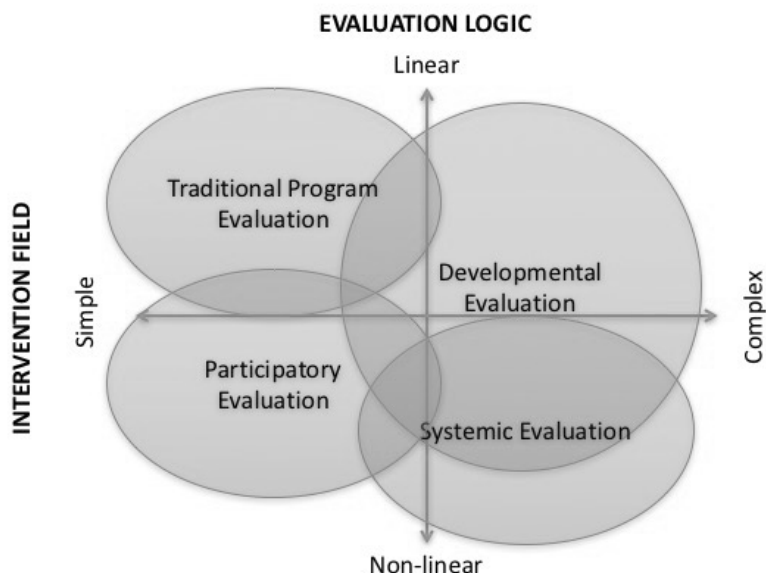 EVALUATION LOGIC
Linear
Traditional Program
Evaluation
INTERVENTION FIELD
Simple
Developmental
Evaluation
Complex
Participatory
Evaluation
Systemic Evaluation
Non-linear